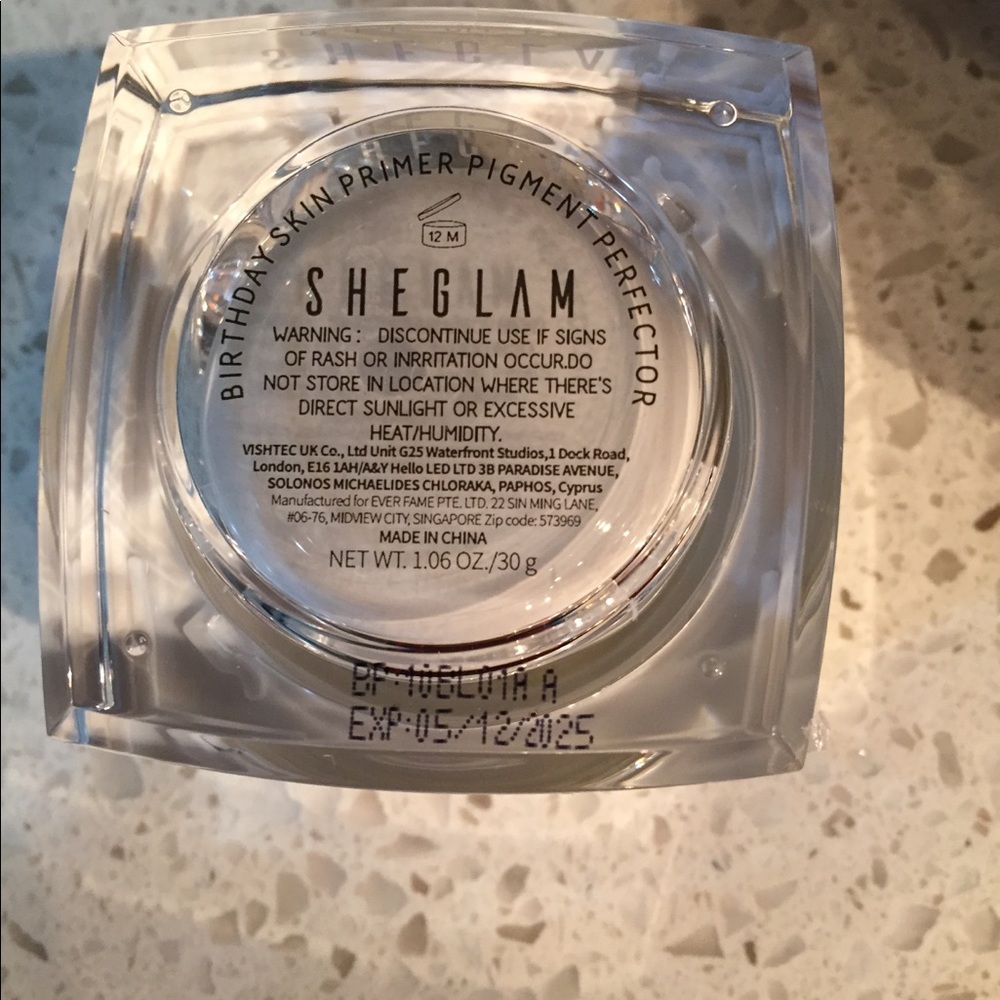 BIRTHDAY SKIN PRIMER PIGMENT PERFECTOR
12 M
SHEGLAM
WARNING : DISCONTINUE USE IF SIGNS
OF RASH OR INRRITATION OCCUR.DO
NOT STORE IN LOCATION WHERE THERE'S
DIRECT SUNLIGHT OR EXCESSIVE
HEAT/HUMIDITY.
VISHTEC UK Co., Ltd Unit G25 Waterfront Studios,1 Dock Road,
London, E16 1AH/A&Y Hello LED LTD 3B PARADISE AVENUE,
SOLONOS MICHAELIDES CHLORAKA, PAPHOS, Cyprus
Manufactured for EVER FAME PTE. LTD. 22 SIN MING LANE,
#06-76, MIDVIEW CITY, SINGAPORE Zip code: 573969
MADE IN CHINA
NET WT. 1.06 OZ./30 g
A
EXP:05/12/2025